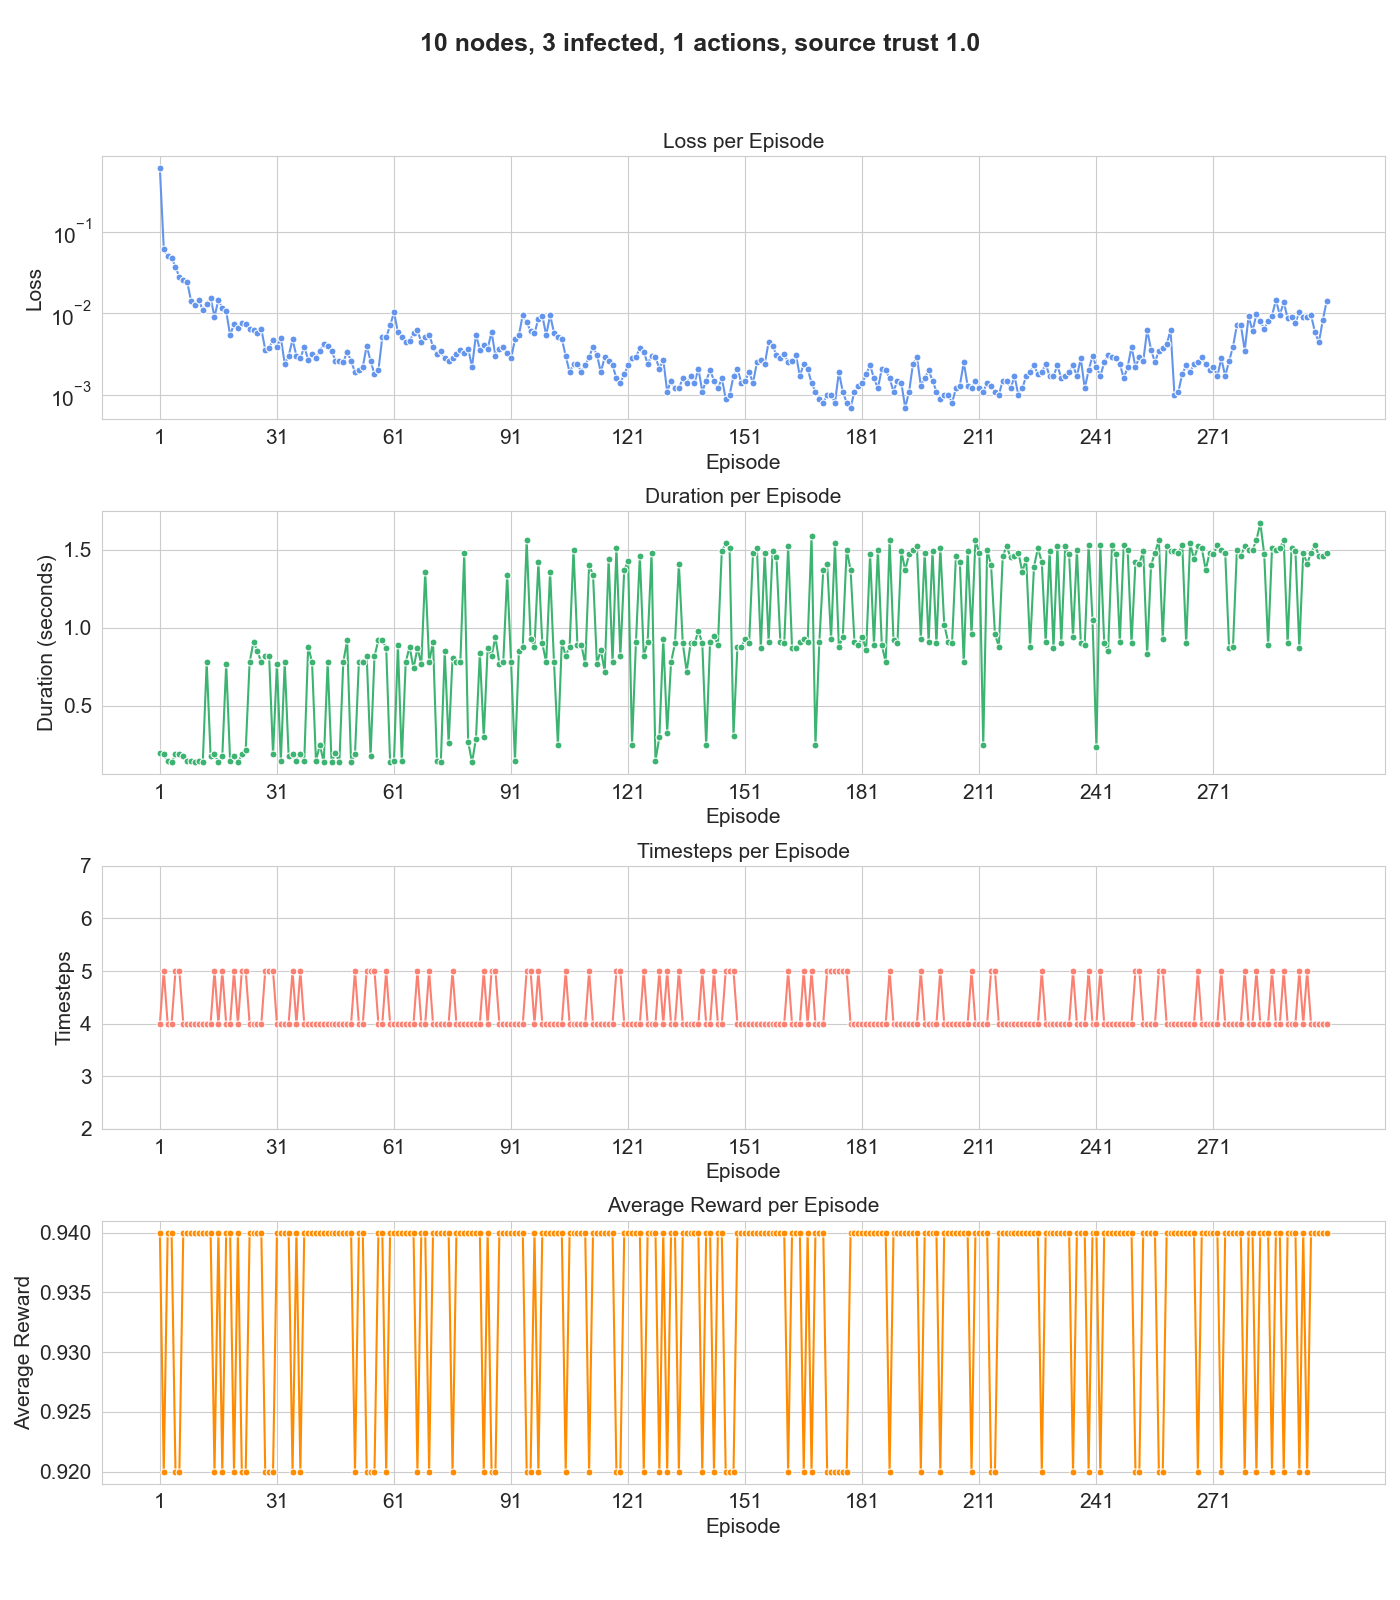 10 nodes, 3 infected, 1 actions, source trust 1.0
Loss per Episode
Loss
10⁻¹
10⁻²
10⁻³
1 31 61 91 121 151 181 211 241 271
Episode
Duration per Episode
Duration (seconds)
1.5
1.0
0.5
1 31 61 91 121 151 181 211 241 271
Episode
Timesteps per Episode
Timesteps
7
6
5
4
3
2
1 31 61 91 121 151 181 211 241 271
Episode
Average Reward per Episode
Average Reward
0.940
0.935
0.930
0.925
0.920
1 31 61 91 121 151 181 211 241 271
Episode